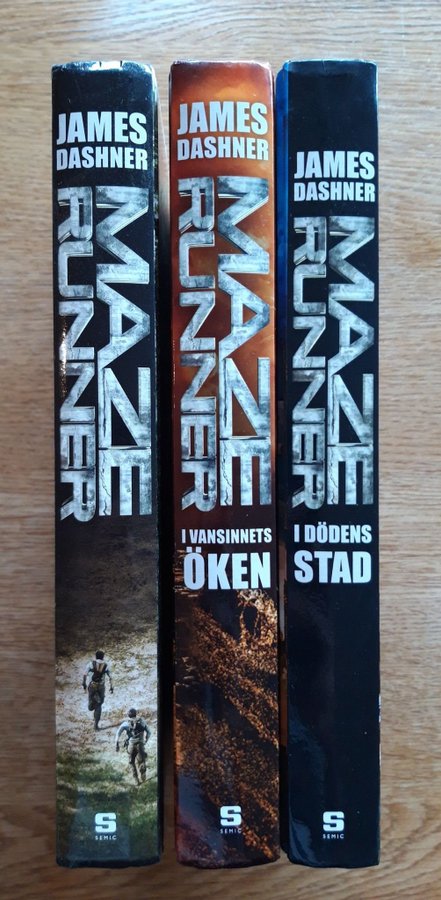 JAMES
DASHNER
MAZE
RUNNER
S
SEMIC
JAMES
DASHNER
MAZE
RUNNER
I VANSINNETS
ÖKEN
S
SEMIC
JAMES
DASHNER
MAZE
RUNNER
I DÖDENS
STAD
S
SEMIC